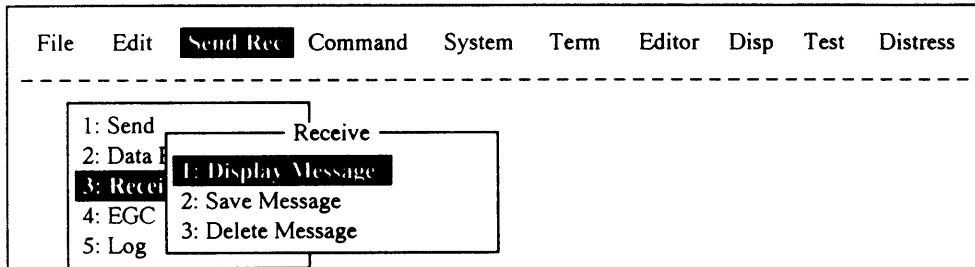 File Edit Send Rec Command System Term Editor Disp Test Distress
1: Send
2: Data
3: Recei
4: EGC
5: Log
Receive
1: Display Message
2: Save Message
3: Delete Message